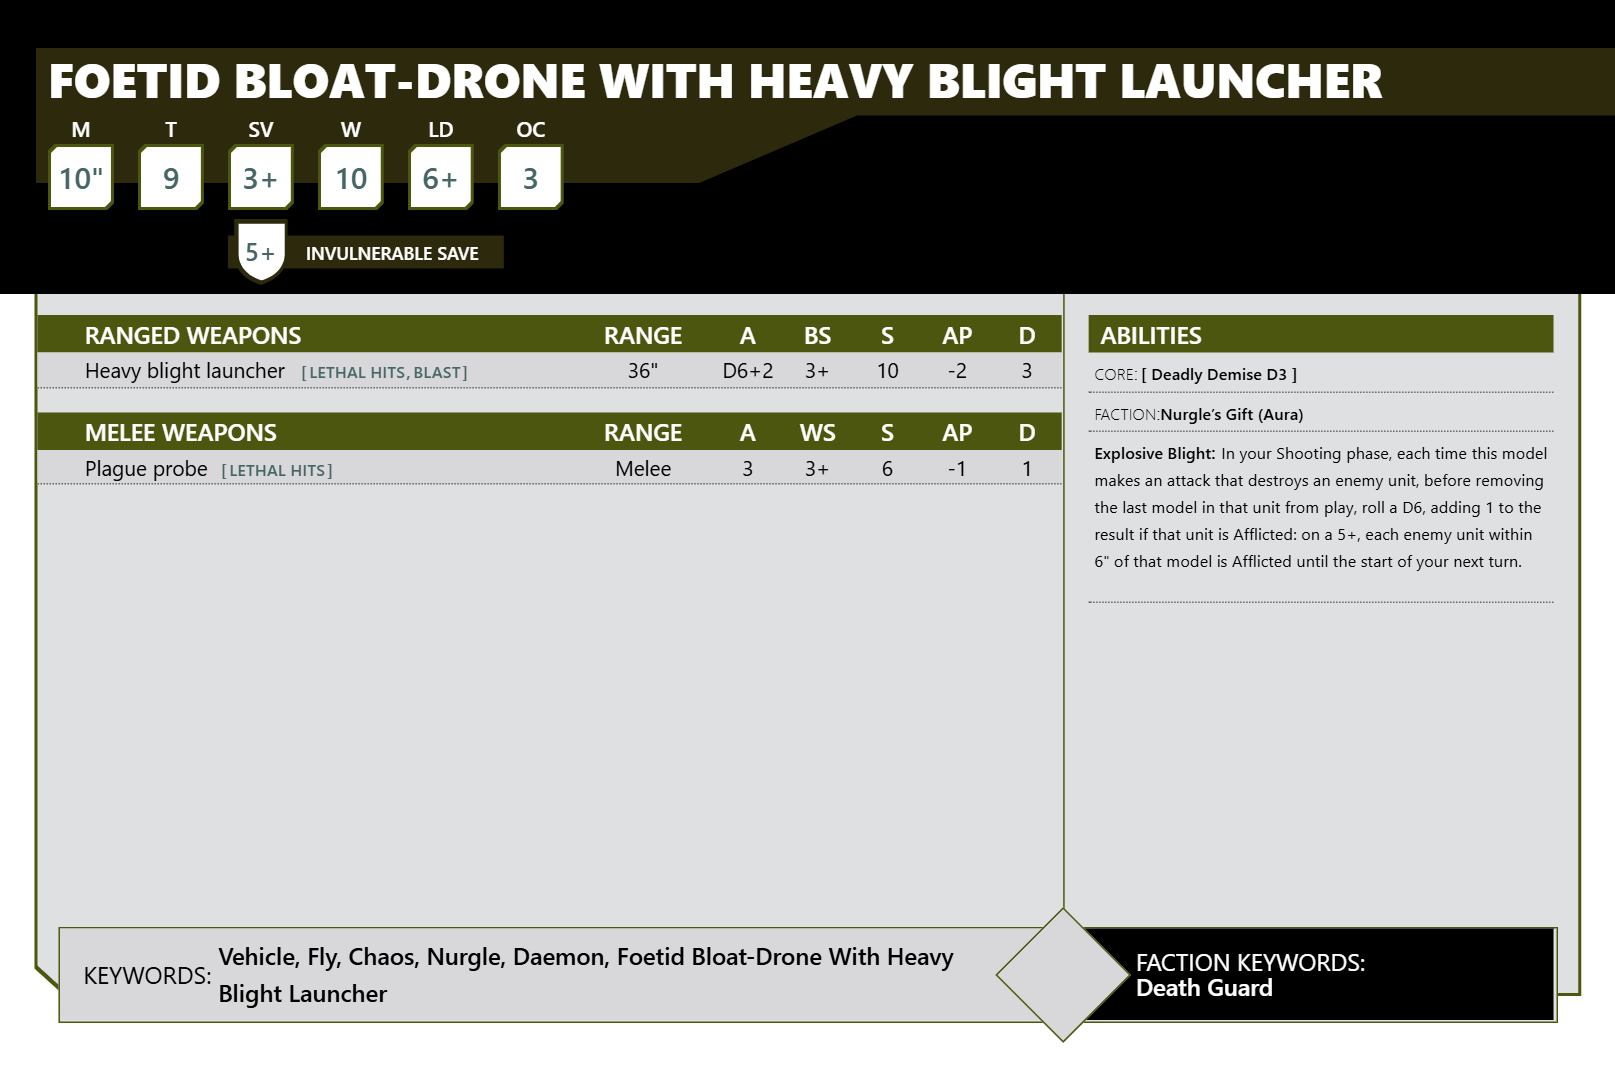 FOETID BLOAT-DRONE WITH HEAVY BLIGHT LAUNCHER
M T SV W LD OC
10" 9 3+ 10 6+ 3
5+ INVULNERABLE SAVE
RANGED WEAPONS RANGE A BS S AP D
Heavy blight launcher [LETHAL HITS, BLAST] 36" D6+2 3+ 10 -2 3
MELEE WEAPONS RANGE A WS S AP D
Plague probe [LETHAL HITS] Melee 3 3+ 6 -1 1
ABILITIES
CORE: [ Deadly Demise D3 ]
FACTION:Nurgle's Gift (Aura)
Explosive Blight: In your Shooting phase, each time this model
makes an attack that destroys an enemy unit, before removing
the last model in that unit from play, roll a D6, adding 1 to the
result if that unit is Afflicted: on a 5+, each enemy unit within
6" of that model is Afflicted until the start of your next turn.
KEYWORDS: Vehicle, Fly, Chaos, Nurgle, Daemon, Foetid Bloat-Drone With Heavy
Blight Launcher
FACTION KEYWORDS:
Death Guard